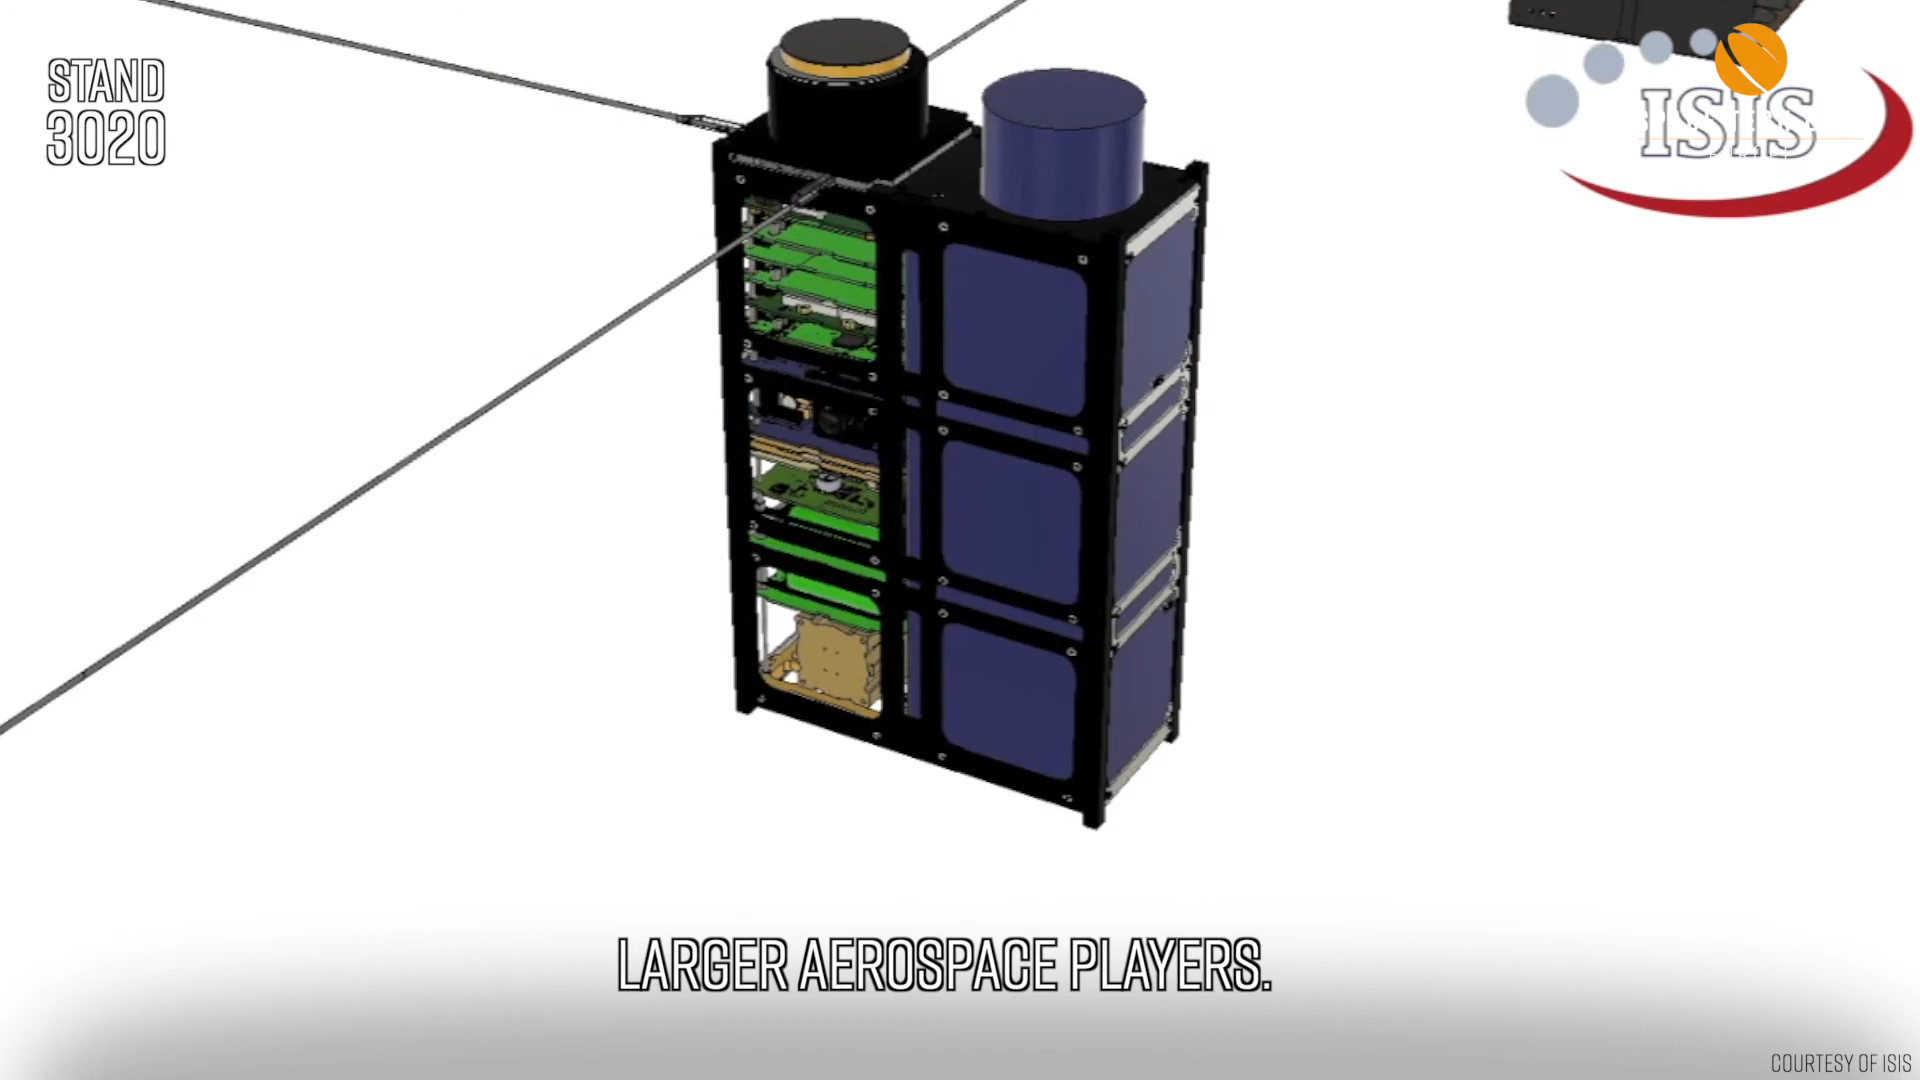 STAND
3020
ISIS
LARGER AEROSPACE PLAYERS.
COURTESY OF ISIS